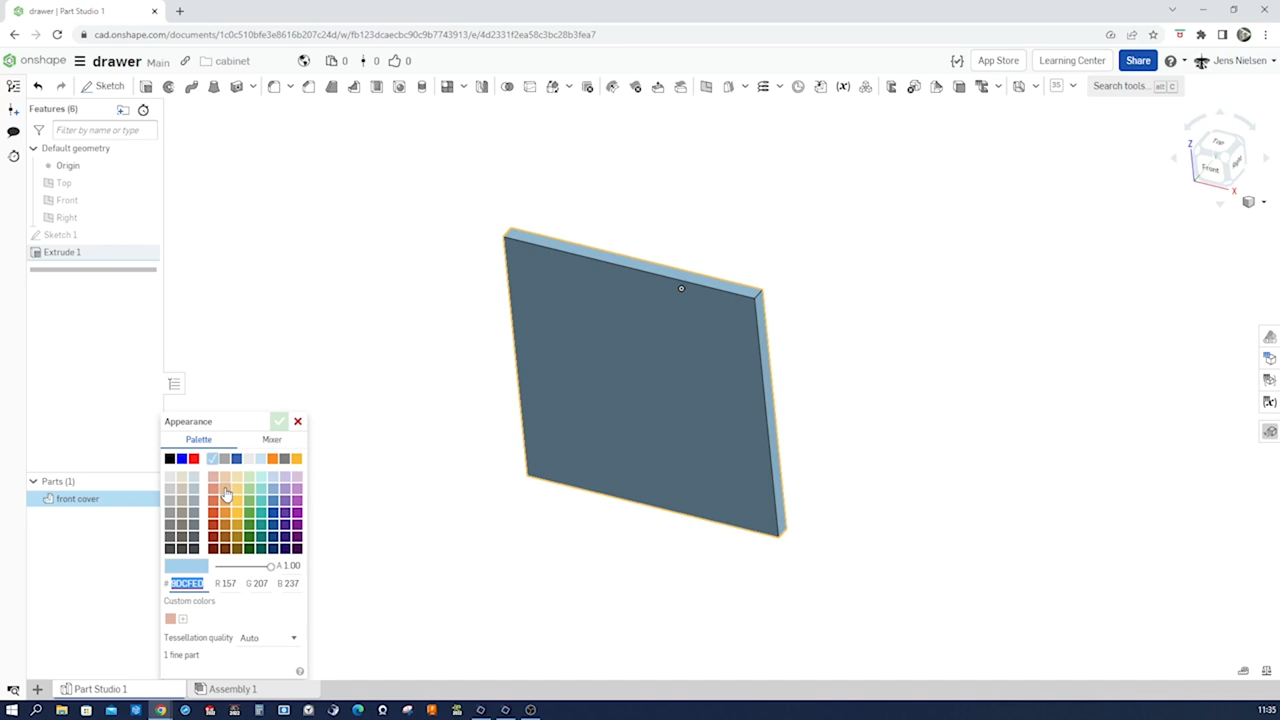 drawer | Part Studio 1
cad.onshape.com/documents/1c0c510bfe3e8616b207c24d/w/fb123dcaecbc90c9b7743913/e/4d2331f2ea58c3bc28b3fea7
onshape drawer Main cabinet 0 0 0 App Store Learning Center Share Jens Nielsen
Sketch Search tools... alt C
Features (6)
Filter by name or type
Default geometry
Origin
Top
Front
Right
Sketch 1
Extrude 1
Top
Front
Right
Z
X
Appearance
Palette Mixer
Parts (1)
front cover
A 1.00
# 9DCFED R 157 G 207 B 237
Custom colors
Tessellation quality Auto
1 fine part
Part Studio 1 Assembly 1
11:35